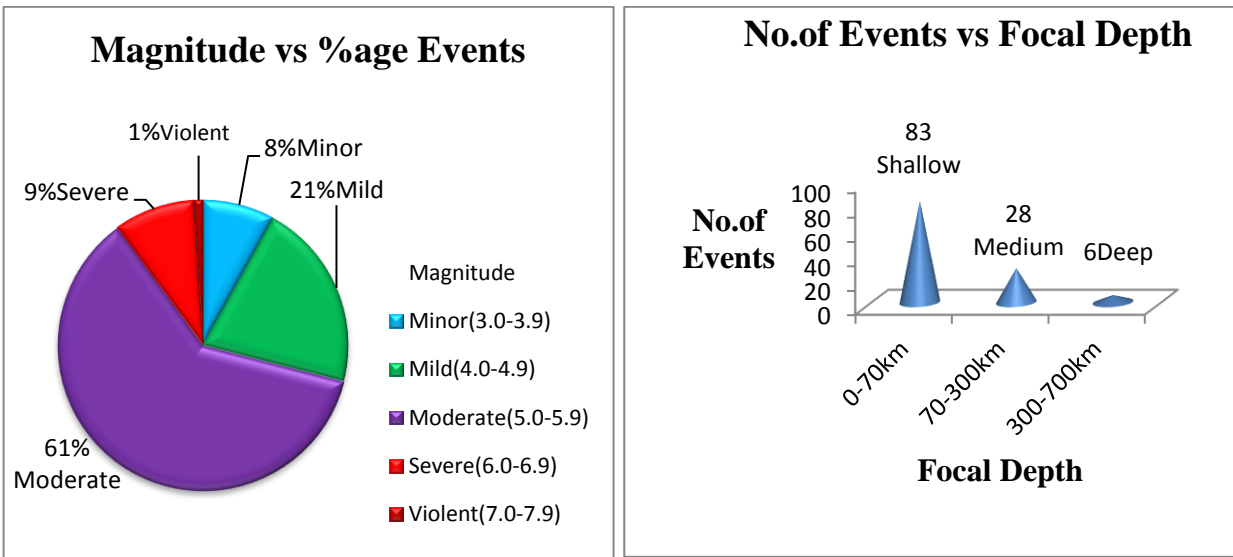 Magnitude vs %age Events
1%Violent
8%Minor
9%Severe
21%Mild
61%
Moderate
Magnitude
Minor(3.0-3.9)
Mild(4.0-4.9)
Moderate(5.0-5.9)
Severe(6.0-6.9)
Violent(7.0-7.9)
No.of Events vs Focal Depth
83
Shallow
28
Medium
6Deep
No.of
Events
100
80
60
40
20
0
0-70km
70-300km
300-700km
Focal Depth